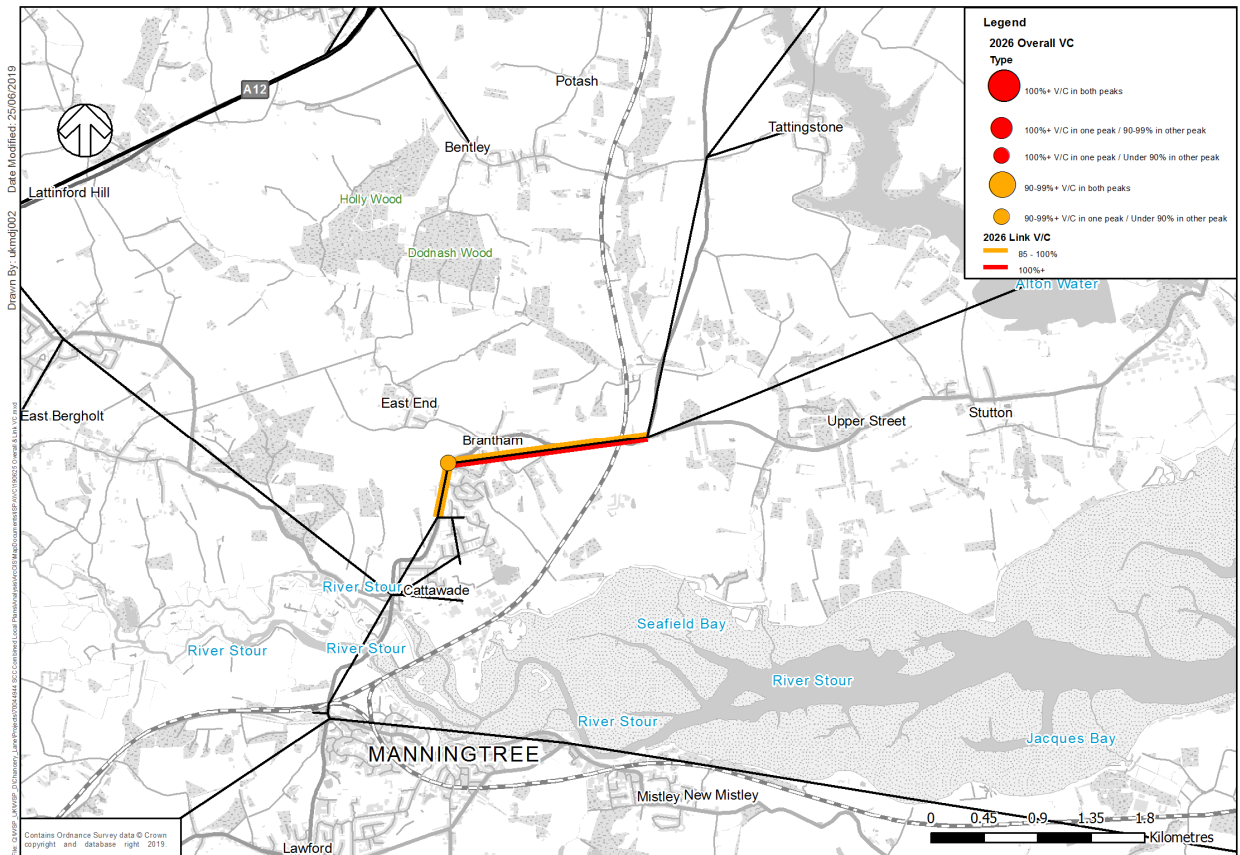 Legend
2026 Overall VC
Type
100%+ V/C in both peaks
100%+ V/C in one peak / 90-99% in other peak
100%+ V/C in one peak / Under 90% in other peak
90-99%+ V/C in both peaks
90-99%+ V/C in one peak / Under 90% in other peak
2026 Link V/C
85 - 100%
100%+
Drawn By: ukmdj002 Date Modified: 25/06/2019
A12
Potash
Tattingstone
Bentley
Lattinford Hill
Holly Wood
Dodnash Wood
Alton Water
East End
East Bergholt
Stutton
Upper Street
Brantham
River Stour
Cattawade
Seafield Bay
River Stour
River Stour
River Stour
River Stour
Jacques Bay
MANNINGTREE
Mistley
New Mistley
Lawford
0 0.45 0.9 1.35 1.8
Kilometres
Contains Ordnance Survey data © Crown
copyright and database right 2019.